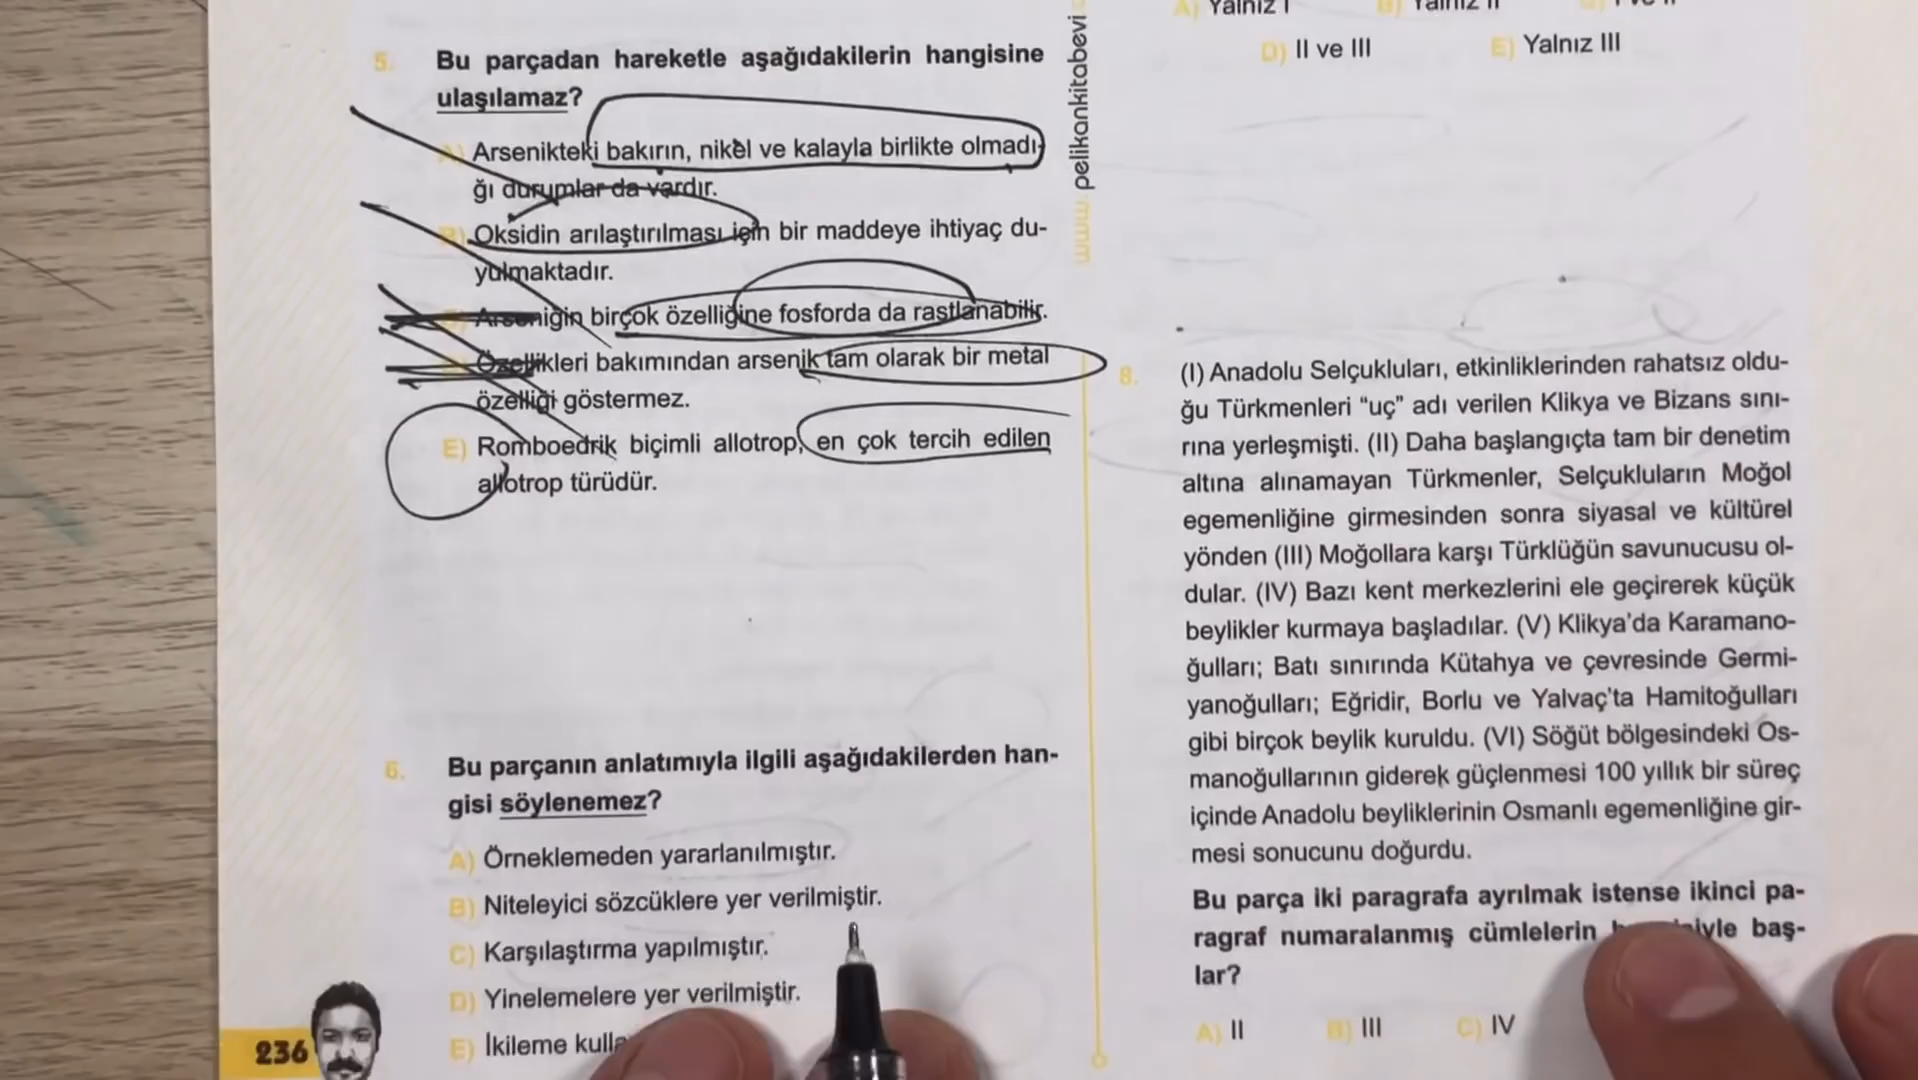 5. Bu parçadan hareketle aşağıdakilerin hangisine
ulaşılamaz?
A) Arsenikteki bakırın, nikel ve kalayla birlikte olmadı-
ğı durumlar da vardır.
B) Oksidin arılaştırılması için bir maddeye ihtiyaç du-
yulmaktadır.
Arseniğin birçok özelliğine fosforda da rastlanabilir.
Özellikleri bakımından arsenik tam olarak bir metal
özelliği göstermez.
E) Romboedrik biçimli allotrop, en çok tercih edilen
allotrop türüdür.
6. Bu parçanın anlatımıyla ilgili aşağıdakilerden han-
gisi söylenemez?
A) Örneklemeden yararlanılmıştır.
B) Niteleyici sözcüklere yer verilmiştir.
C) Karşılaştırma yapılmıştır.
D) Yinelemelere yer verilmiştir.
E) İkileme
236
www.pelikankitabevi
A) Yalnız I B) Yalnız II I ve II
D) II ve III E) Yalnız III
8. (I) Anadolu Selçukluları, etkinliklerinden rahatsız oldu-
ğu Türkmenleri “uç” adı verilen Klikya ve Bizans sını-
rına yerleşmişti. (II) Daha başlangıçta tam bir denetim
altına alınamayan Türkmenler, Selçukluların Moğol
egemenliğine girmesinden sonra siyasal ve kültürel
yönden (III) Moğollara karşı Türklüğün savunucusu ol-
dular. (IV) Bazı kent merkezlerini ele geçirerek küçük
beylikler kurmaya başladılar. (V) Klikya’da Karamano-
ğulları; Batı sınırında Kütahya ve çevresinde Germi-
yanoğulları; Eğridir, Borlu ve Yalvaç’ta Hamitoğulları
gibi birçok beylik kuruldu. (VI) Söğüt bölgesindeki Os-
manoğullarının giderek güçlenmesi 100 yıllık bir süreç
içinde Anadolu beyliklerinin Osmanlı egemenliğine gir-
mesi sonucunu doğurdu.
Bu parça iki paragrafa ayrılmak istense ikinci pa-
ragraf numaralanmış cümlelerin baş-
lar?
A) II B) III C) IV